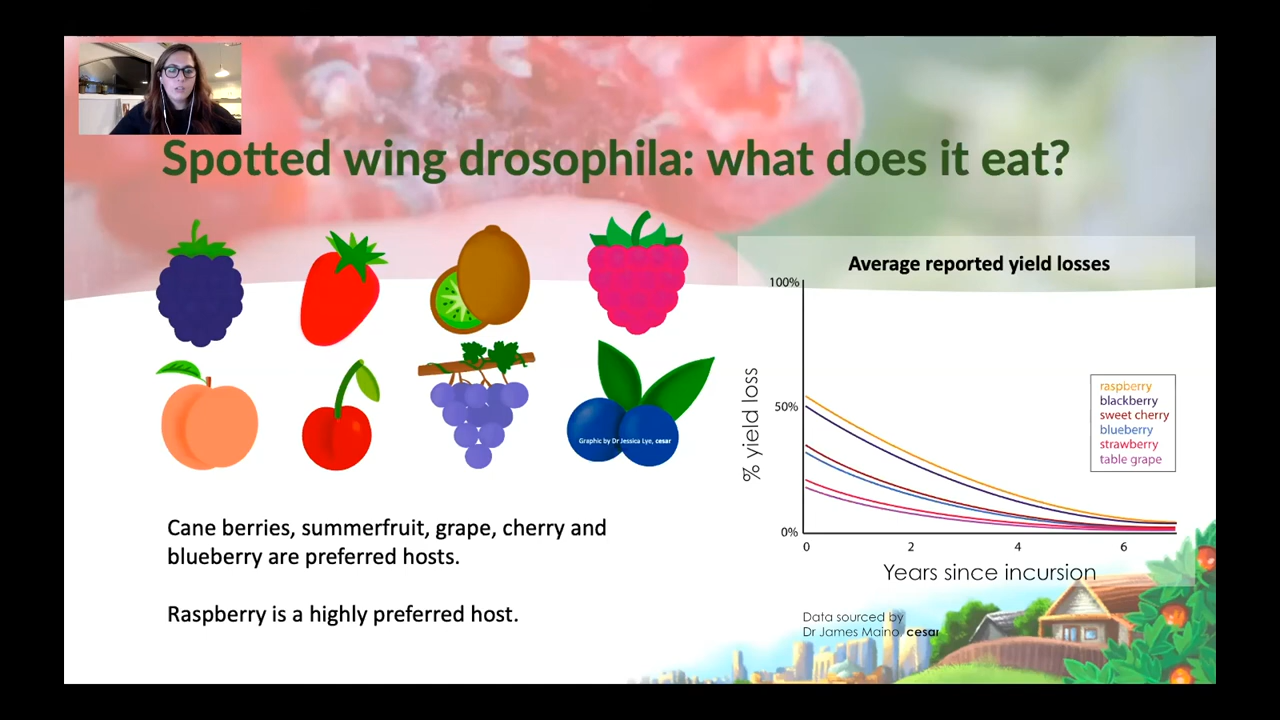 Spotted wing drosophila: what does it eat?
Graphic by Dr Jessica Lye, cesar
Cane berries, summerfruit, grape, cherry and
blueberry are preferred hosts.
Raspberry is a highly preferred host.
Average reported yield losses
100%
50%
0%
% yield loss
raspberry
blackberry
sweet cherry
blueberry
strawberry
table grape
0 2 4 6
Years since incursion
Data sourced by
Dr James Maino, cesar